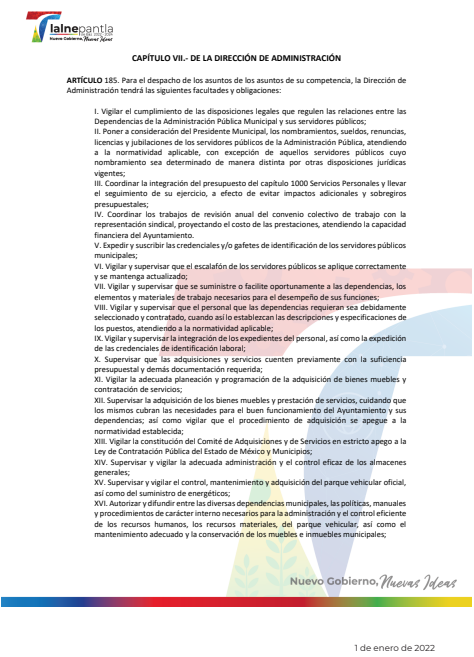 Tlalnepantla
Nuevo Gobierno, Nuevas Ideas
CAPÍTULO VII.- DE LA DIRECCIÓN DE ADMINISTRACIÓN
ARTÍCULO 185. Para el despacho de los asuntos de los asuntos de su competencia, la Dirección de
Administración tendrá las siguientes facultades y obligaciones:
I. Vigilar el cumplimiento de las disposiciones legales que regulen las relaciones entre las
Dependencias de la Administración Pública Municipal y sus servidores públicos;
II. Poner a consideración del Presidente Municipal, los nombramientos, sueldos, renuncias,
licencias y jubilaciones de los servidores públicos de la Administración Pública, atendiendo
a la normatividad aplicable, con excepción de aquellos servidores públicos cuyo
nombramiento sea determinado de manera distinta por otras disposiciones jurídicas
vigentes;
III. Coordinar la integración del presupuesto del capítulo 1000 Servicios Personales y llevar
el seguimiento de su ejercicio, a efecto de evitar impactos adicionales y sobregiros
presupuestales;
IV. Coordinar los trabajos de revisión anual del convenio colectivo de trabajo con la
representación sindical, proyectando el costo de las prestaciones, atendiendo la capacidad
financiera del Ayuntamiento.
V. Expedir y suscribir las credenciales y/o gafetes de identificación de los servidores públicos
municipales;
VI. Vigilar y supervisar que el escalafón de los servidores públicos se aplique correctamente
y se mantenga actualizado;
VII. Vigilar y supervisar que se suministre o facilite oportunamente a las dependencias, los
elementos y materiales de trabajo necesarios para el desempeño de sus funciones;
VIII. Vigilar y supervisar que el personal que las dependencias requieran sea debidamente
seleccionado y contratado, cuando así lo establezcan las descripciones y especificaciones de
los puestos, atendiendo a la normatividad aplicable;
IX. Vigilar y supervisar la integración de los expedientes del personal, así como la expedición
de las credenciales de identificación laboral;
X. Supervisar que las adquisiciones y servicios cuenten previamente con la suficiencia
presupuestal y demás documentación requerida;
XI. Vigilar la adecuada planeación y programación de la adquisición de bienes muebles y
contratación de servicios;
XII. Supervisar la adquisición de los bienes muebles y prestación de servicios, cuidando que
los mismos cubran las necesidades para el buen funcionamiento del Ayuntamiento y sus
dependencias; así como vigilar que el procedimiento de adquisición se apegue a la
normatividad establecida;
XIII. Vigilar la constitución del Comité de Adquisiciones y de Servicios en estricto apego a la
Ley de Contratación Pública del Estado de México y Municipios;
XIV. Supervisar y vigilar la adecuada administración y el control eficaz de los almacenes
generales;
XV. Supervisar y vigilar el control, mantenimiento y adquisición del parque vehicular oficial,
así como del suministro de energéticos;
XVI. Autorizar y difundir entre las diversas dependencias municipales, las políticas, manuales
y procedimientos de carácter interno necesarios para la administración y el control eficiente
de los recursos humanos, los recursos materiales, del parque vehicular, así como el
mantenimiento adecuado y la conservación de los muebles e inmuebles municipales;
Nuevo Gobierno, Nuevas Ideas
1 de enero de 2022